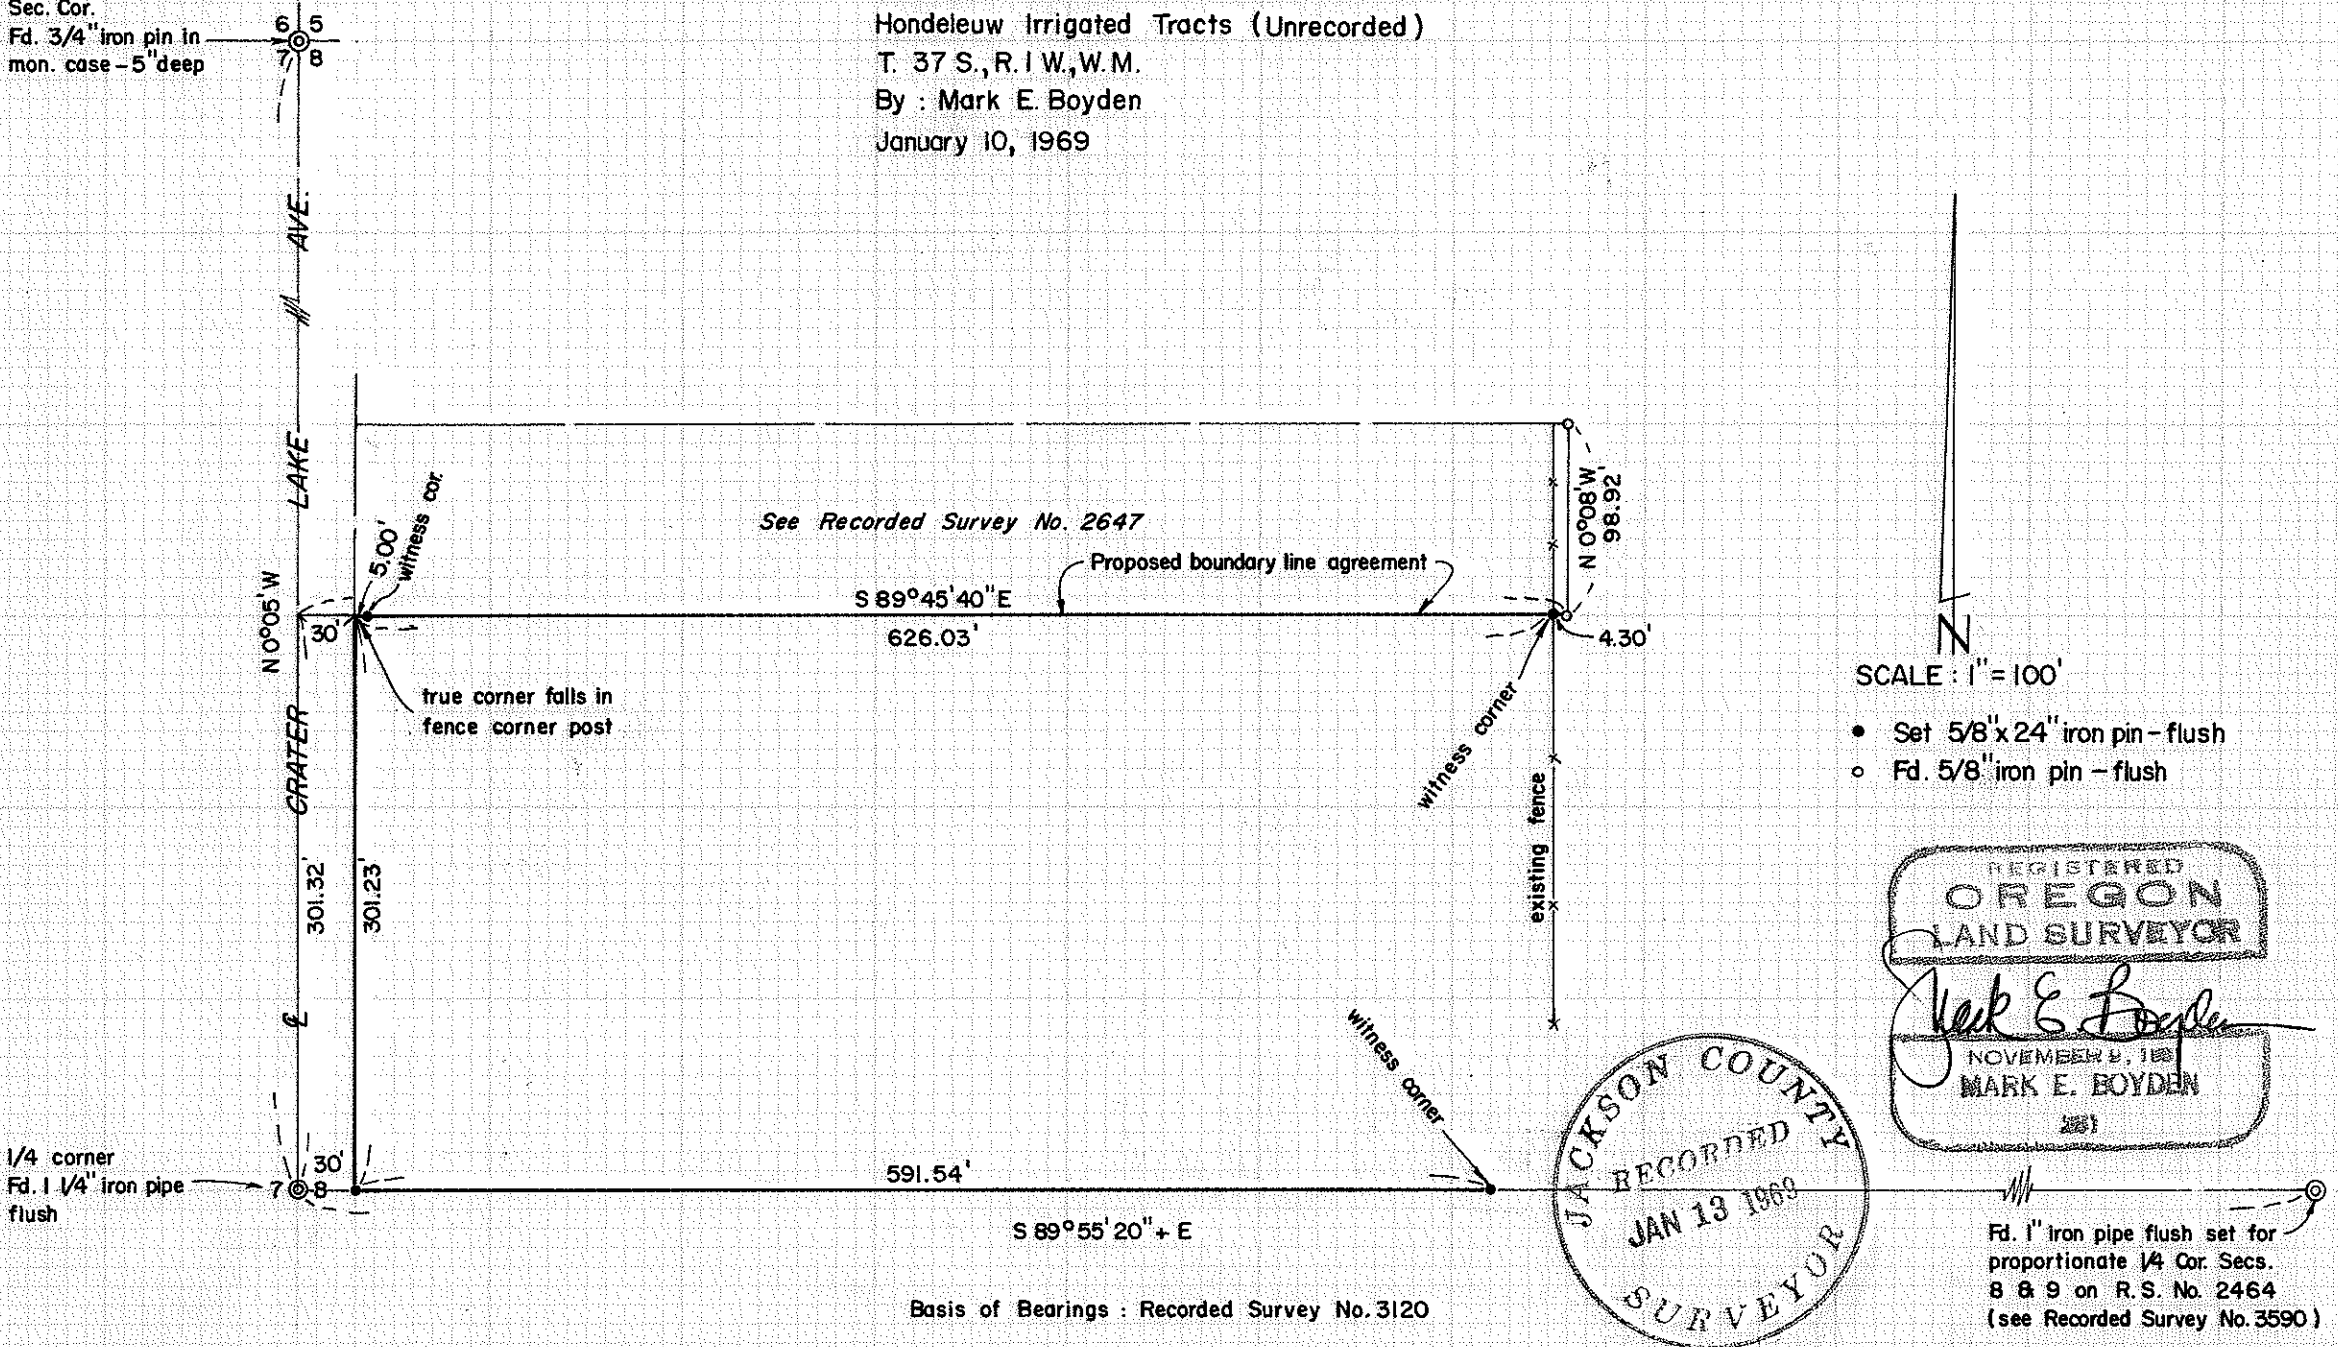 Sec. Cor.
Fd. 3/4" iron pin in
mon. case - 5" deep
6 5
7 8
Hondeleuw Irrigated Tracts (Unrecorded)
T. 37 S., R. 1 W., W. M.
By : Mark E. Boyden
January 10, 1969
CRATER LAKE AVE.
N 0°05' W
5.00'
witness cor.
See Recorded Survey No. 2647
N 0°08' W
98.92'
Proposed boundary line agreement
S 89°45'40" E
626.03'
30'
4.30'
true corner falls in
fence corner post
witness corner
existing fence
N
SCALE : 1" = 100'
● Set 5/8" x 24" iron pin - flush
○ Fd. 5/8" iron pin - flush
301.32'
301.23'
℄
REGISTERED
OREGON
LAND SURVEYOR
Mark E Boyden
NOVEMBER
MARK E. BOYDEN
witness corner
JACKSON COUNTY
RECORDED
JAN 13 1969
SURVEYOR
1/4 corner
Fd. 1 1/4" iron pipe
flush
7 8
30'
591.54'
S 89°55'20"+ E
Fd. 1" iron pipe flush set for
proportionate 1/4 Cor. Secs.
8 & 9 on R. S. No. 2464
(see Recorded Survey No. 3590)
Basis of Bearings : Recorded Survey No. 3120